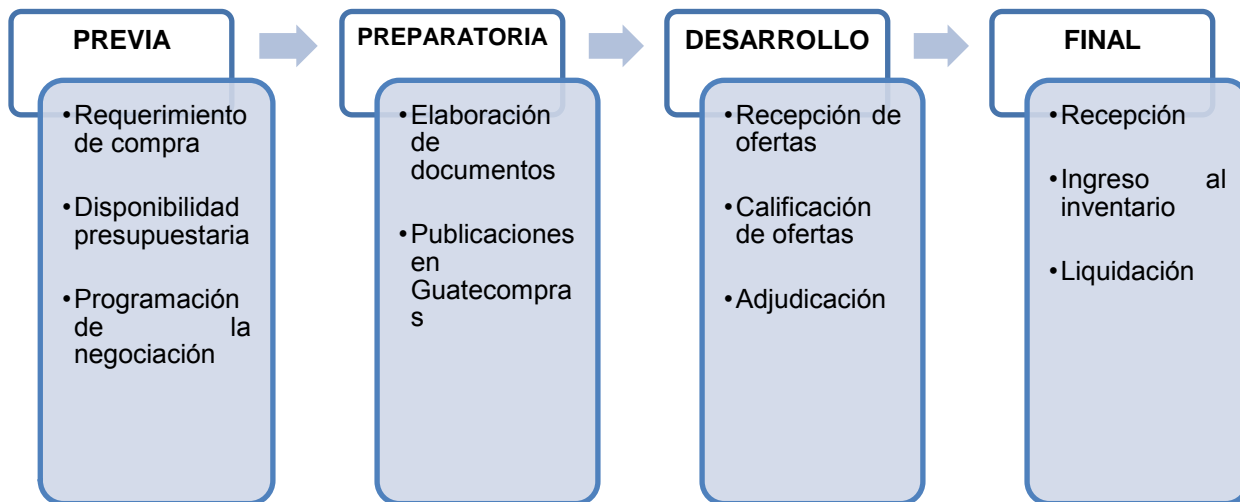 PREVIA
•Requerimiento
de compra
•Disponibilidad
presupuestaria
•Programación
de la
negociación
PREPARATORIA
•Elaboración
de
documentos
•Publicaciones
en
Guatecompra
s
DESARROLLO
•Recepción de
ofertas
•Calificación
de ofertas
•Adjudicación
FINAL
•Recepción
•Ingreso al
inventario
•Liquidación